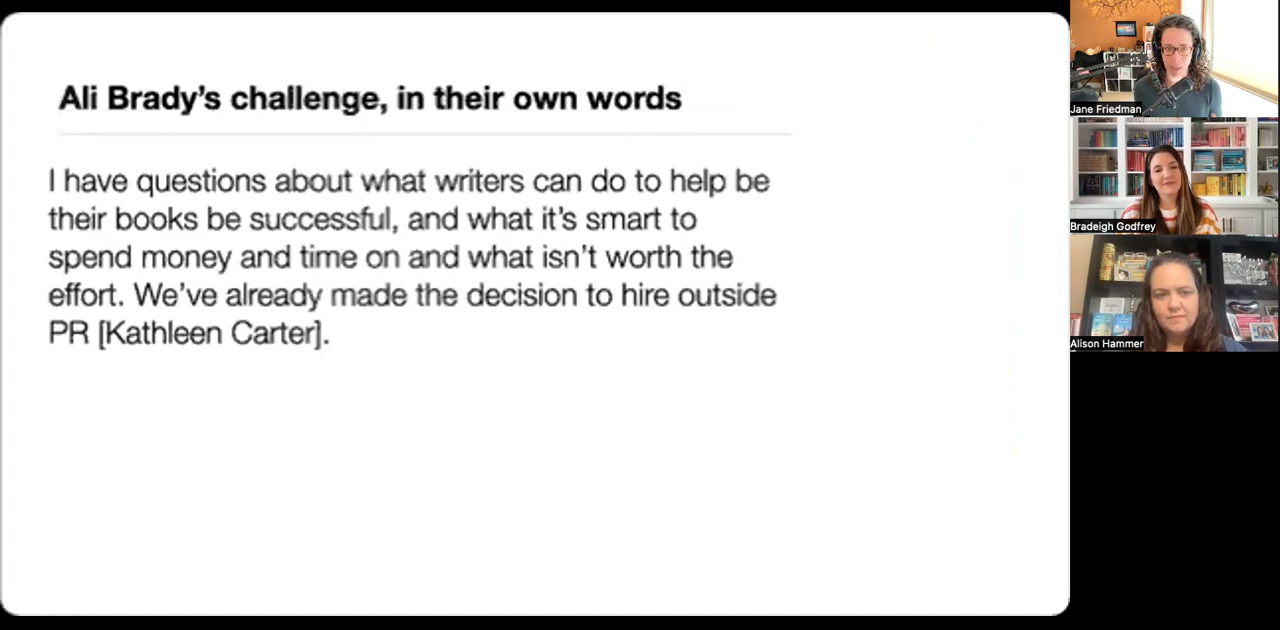 Ali Brady’s challenge, in their own words
I have questions about what writers can do to help be
their books be successful, and what it’s smart to
spend money and time on and what isn’t worth the
effort. We’ve already made the decision to hire outside
PR [Kathleen Carter].
Jane Friedman
Bradeigh Godfrey
Alison Hammer